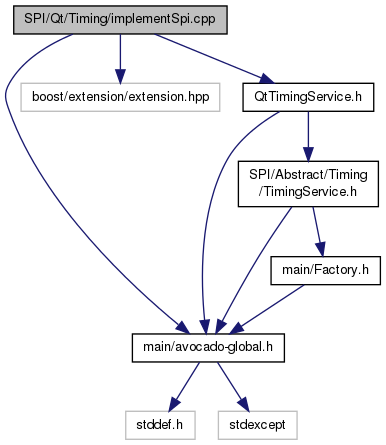 SPI/Qt/Timing/implementSpi.cpp
boost/extension/extension.hpp
QtTimingService.h
SPI/Abstract/Timing
/TimingService.h
main/Factory.h
main/avocado-global.h
stddef.h
stdexcept